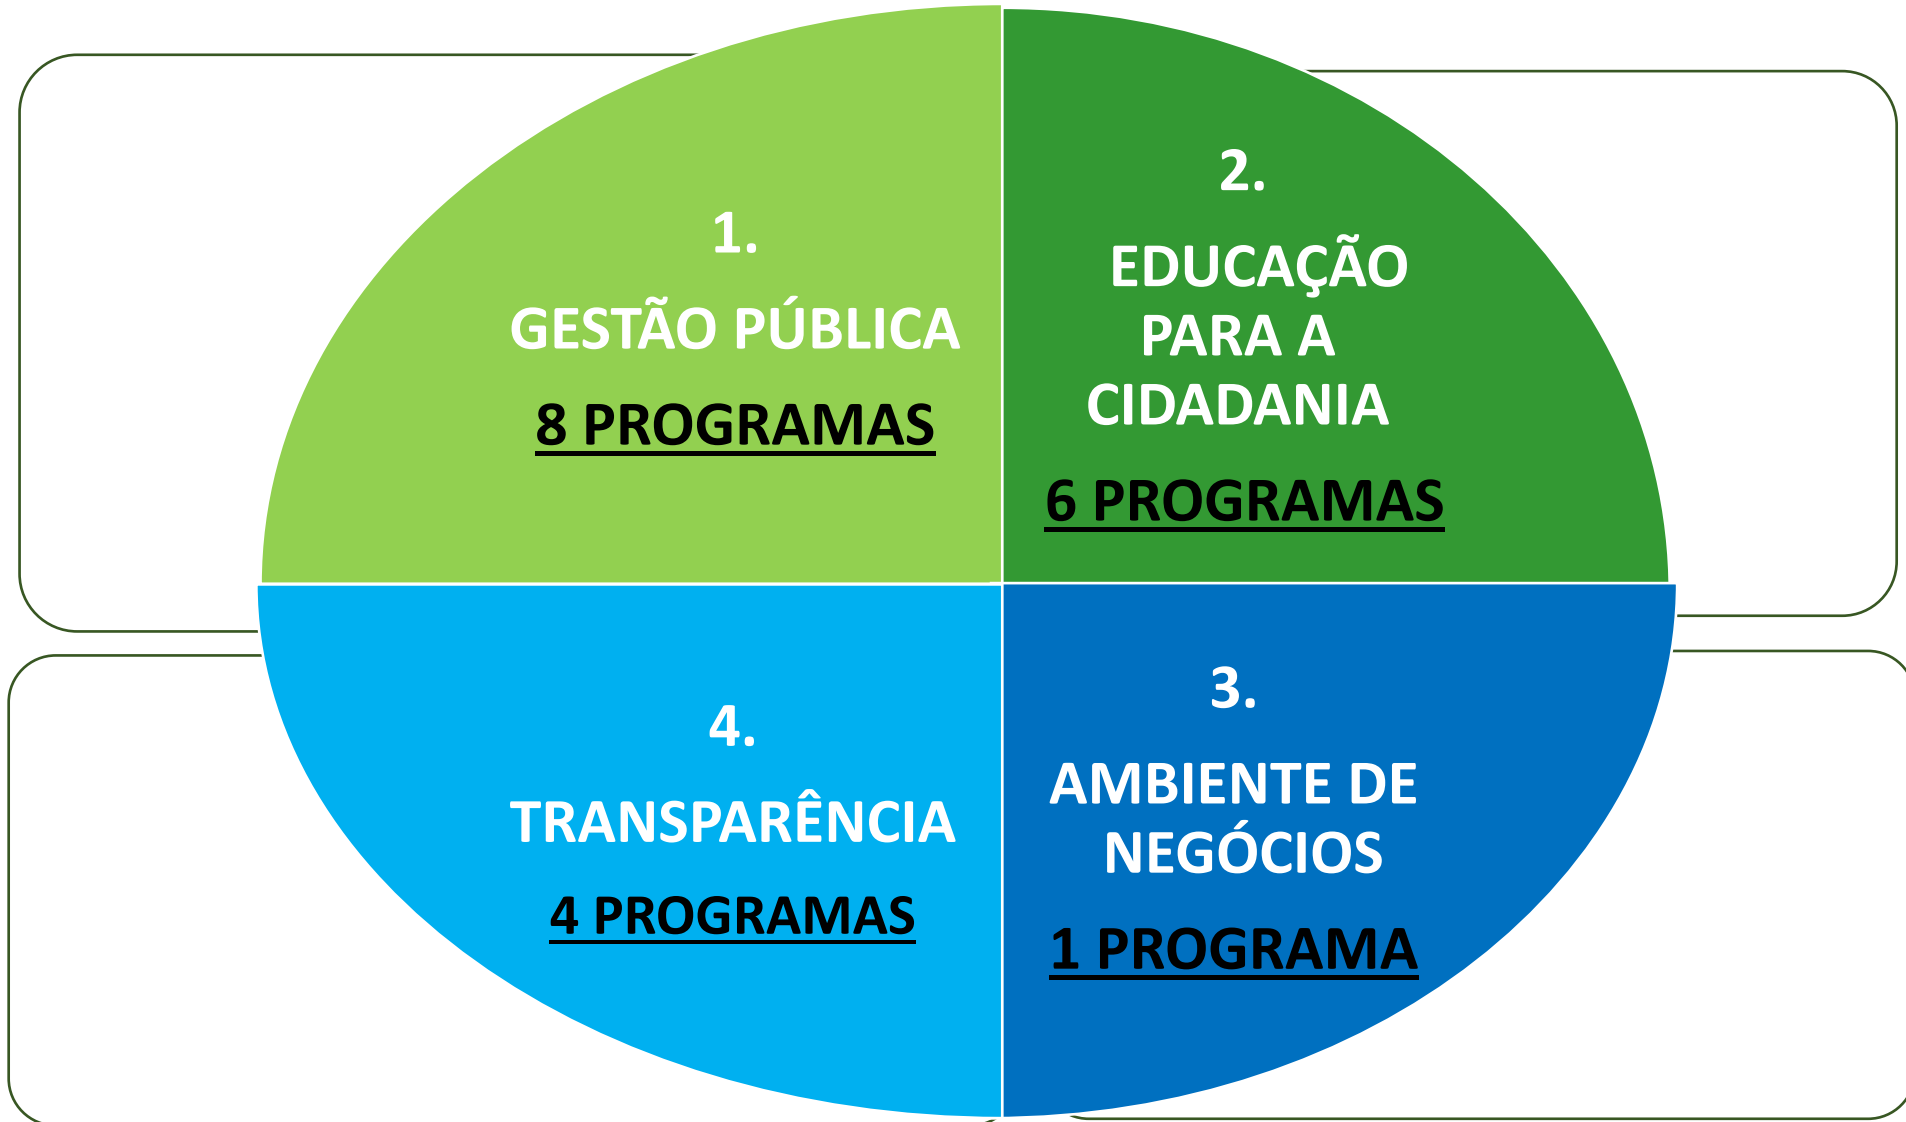 1.
GESTÃO PÚBLICA
8 PROGRAMAS
2.
EDUCAÇÃO
PARA A
CIDADANIA
6 PROGRAMAS
3.
AMBIENTE DE
NEGÓCIOS
1 PROGRAMA
4.
TRANSPARÊNCIA
4 PROGRAMAS